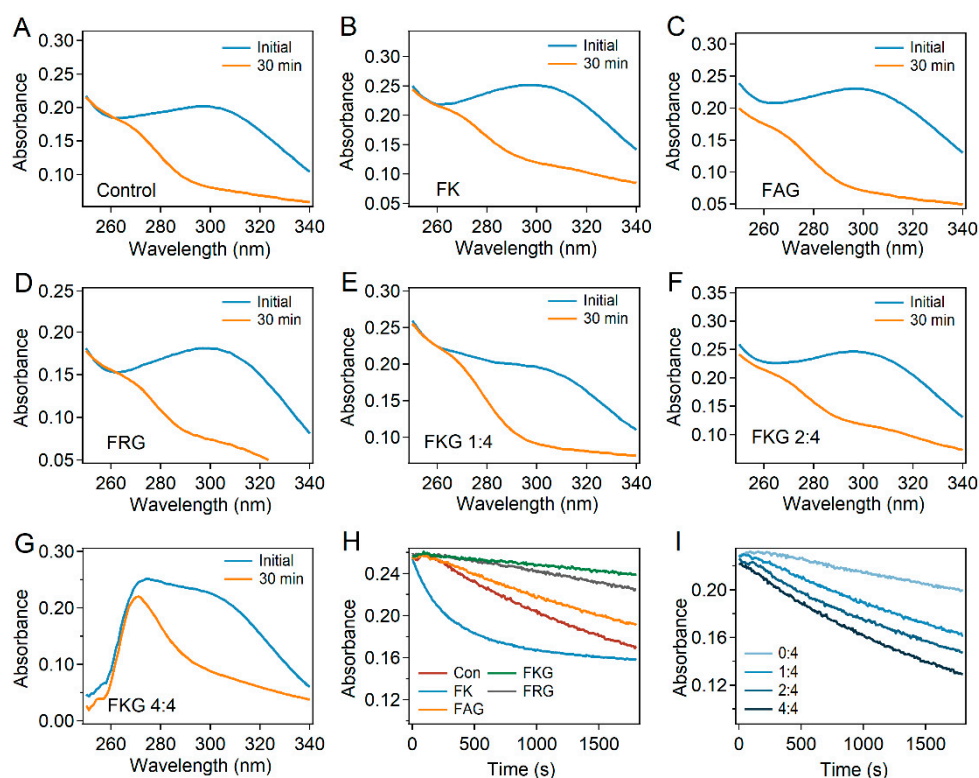 A
Absorbance
0.30
0.25
0.20
0.15
0.10
Initial
30 min
Control
260 280 300 320 340
Wavelength (nm)
B
Absorbance
0.35
0.30
0.25
0.20
0.15
0.10
0.05
Initial
30 min
FK
260 280 300 320 340
Wavelength (nm)
C
Absorbance
0.30
0.25
0.20
0.15
0.10
0.05
Initial
30 min
FAG
260 280 300 320 340
Wavelength (nm)
D
Absorbance
0.25
0.20
0.15
0.10
0.05
Initial
30 min
FRG
260 280 300 320 340
Wavelength (nm)
E
Absorbance
0.30
0.25
0.20
0.15
0.10
Initial
30 min
FKG 1:4
260 280 300 320 340
Wavelength (nm)
F
Absorbance
0.35
0.30
0.25
0.20
0.15
0.10
Initial
30 min
FKG 2:4
260 280 300 320 340
Wavelength (nm)
G
Absorbance
0.30
0.20
0.10
0.00
Initial
30 min
FKG 4:4
260 280 300 320 340
Wavelength (nm)
H
Absorbance
0.24
0.20
0.16
0.12
Con FKG
FK FRG
FAG
0 500 1000 1500
Time (s)
I
Absorbance
0.20
0.16
0.12
0:4
1:4
2:4
4:4
0 500 1000 1500
Time (s)